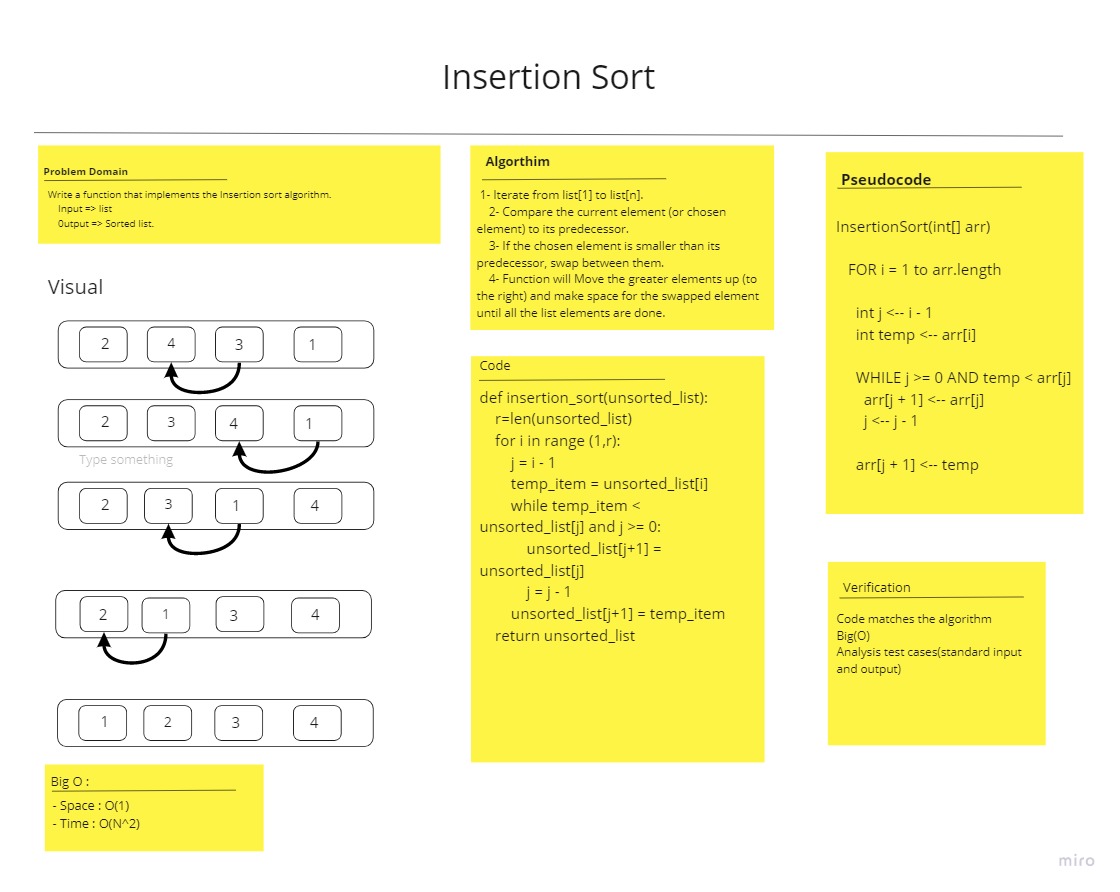 Insertion Sort
Problem Domain
Write a function that implements the Insertion sort algorithm.
Input => list
Output => Sorted list.
Visual
2 4 3 1
2 3 4 1
Type something
2 3 1 4
2 1 3 4
1 2 3 4
Big O :
- Space : O(1)
- Time : O(N^2)
Algorthim
1- Iterate from list[1] to list[n].
2- Compare the current element (or chosen
element) to its predecessor.
3- If the chosen element is smaller than its
predecessor, swap between them.
4- Function will Move the greater elements up (to
the right) and make space for the swapped element
until all the list elements are done.
Code
def insertion_sort(unsorted_list):
r=len(unsorted_list)
for i in range (1,r):
j = i - 1
temp_item = unsorted_list[i]
while temp_item <
unsorted_list[j] and j >= 0:
unsorted_list[j+1] =
unsorted_list[j]
j = j - 1
unsorted_list[j+1] = temp_item
return unsorted_list
Pseudocode
InsertionSort(int[] arr)
FOR i = 1 to arr.length
int j <-- i - 1
int temp <-- arr[i]
WHILE j >= 0 AND temp < arr[j]
arr[j + 1] <-- arr[j]
j <-- j - 1
arr[j + 1] <-- temp
Verification
Code matches the algorithm
Big(O)
Analysis test cases(standard input
and output)
miro